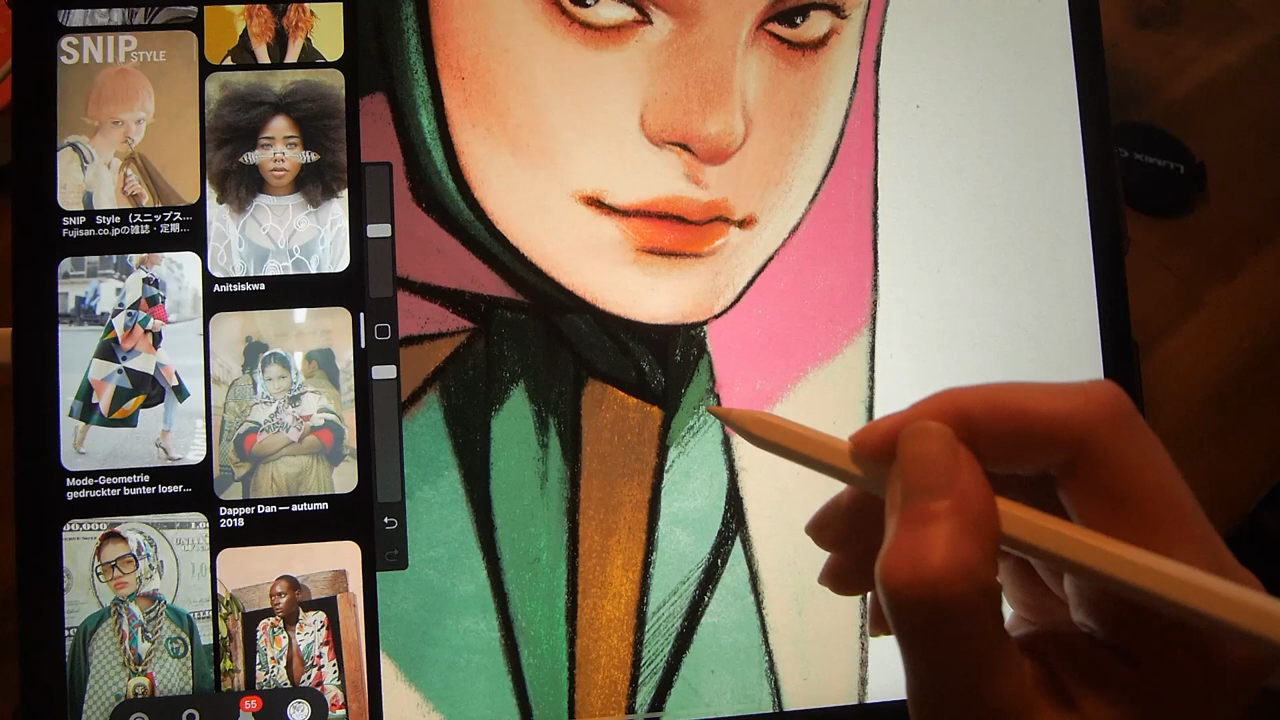 SNIP STYLE
SNIP Style (スニップス...
Fujisan.co.jpの雑誌・定期...
Anitsiskwa
Mode-Geometrie
gedruckter bunter loser...
Dapper Dan — autumn
2018
55
LUMIX G